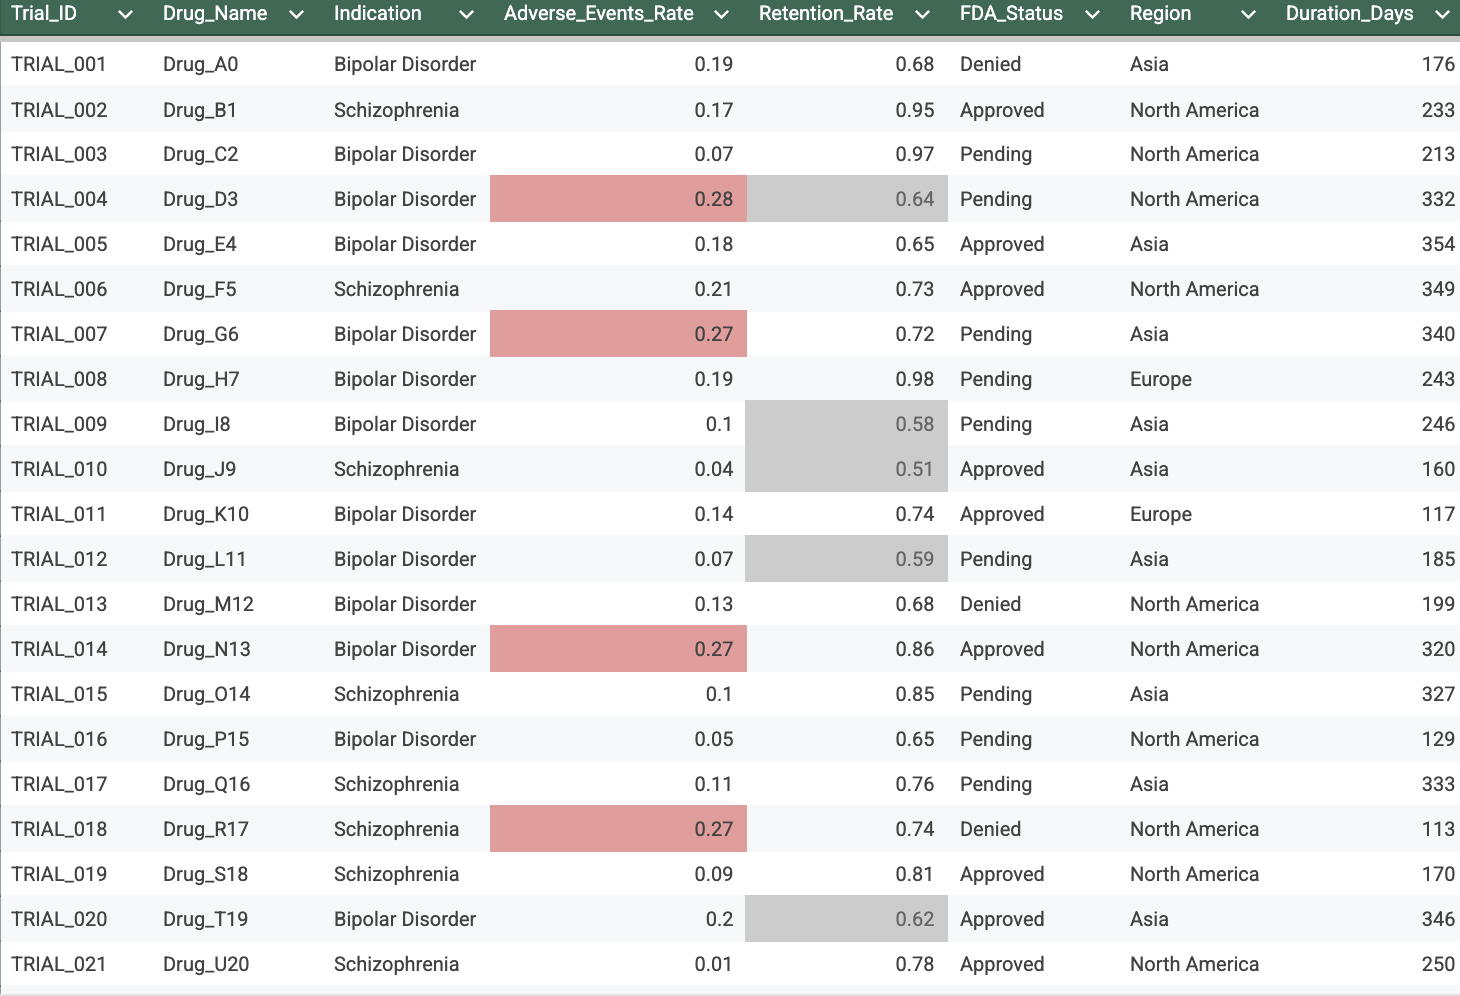 Trial_ID Drug_Name Indication Adverse_Events_Rate Retention_Rate FDA_Status Region Duration_Days
TRIAL_001 Drug_A0 Bipolar Disorder 0.19 0.68 Denied Asia 176
TRIAL_002 Drug_B1 Schizophrenia 0.17 0.95 Approved North America 233
TRIAL_003 Drug_C2 Bipolar Disorder 0.07 0.97 Pending North America 213
TRIAL_004 Drug_D3 Bipolar Disorder 0.28 0.64 Pending North America 332
TRIAL_005 Drug_E4 Bipolar Disorder 0.18 0.65 Approved Asia 354
TRIAL_006 Drug_F5 Schizophrenia 0.21 0.73 Approved North America 349
TRIAL_007 Drug_G6 Bipolar Disorder 0.27 0.72 Pending Asia 340
TRIAL_008 Drug_H7 Bipolar Disorder 0.19 0.98 Pending Europe 243
TRIAL_009 Drug_I8 Bipolar Disorder 0.1 0.58 Pending Asia 246
TRIAL_010 Drug_J9 Schizophrenia 0.04 0.51 Approved Asia 160
TRIAL_011 Drug_K10 Bipolar Disorder 0.14 0.74 Approved Europe 117
TRIAL_012 Drug_L11 Bipolar Disorder 0.07 0.59 Pending Asia 185
TRIAL_013 Drug_M12 Bipolar Disorder 0.13 0.68 Denied North America 199
TRIAL_014 Drug_N13 Bipolar Disorder 0.27 0.86 Approved North America 320
TRIAL_015 Drug_O14 Schizophrenia 0.1 0.85 Pending Asia 327
TRIAL_016 Drug_P15 Bipolar Disorder 0.05 0.65 Pending North America 129
TRIAL_017 Drug_Q16 Schizophrenia 0.11 0.76 Pending Asia 333
TRIAL_018 Drug_R17 Schizophrenia 0.27 0.74 Denied North America 113
TRIAL_019 Drug_S18 Schizophrenia 0.09 0.81 Approved North America 170
TRIAL_020 Drug_T19 Bipolar Disorder 0.2 0.62 Approved Asia 346
TRIAL_021 Drug_U20 Schizophrenia 0.01 0.78 Approved North America 250